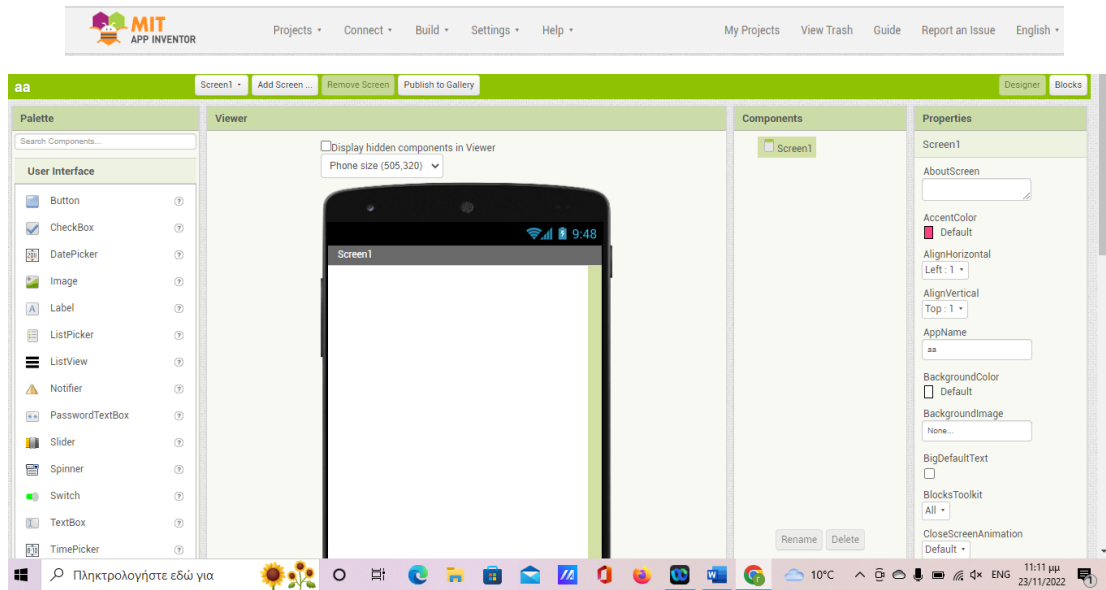 MIT
APP INVENTOR
Projects Connect Build Settings Help My Projects View Trash Guide Report an Issue English
aa Screen1 Add Screen ... Remove Screen Publish to Gallery Designer Blocks
Palette
Search Components...
User Interface
Button
CheckBox
DatePicker
Image
Label
ListPicker
ListView
Notifier
PasswordTextBox
Slider
Spinner
Switch
TextBox
TimePicker
Viewer
Display hidden components in Viewer
Phone size (505,320)
9:48
Screen1
Components
Screen1
Rename Delete
Properties
Screen1
AboutScreen
AccentColor
Default
AlignHorizontal
Left : 1
AlignVertical
Top : 1
AppName
aa
BackgroundColor
Default
BackgroundImage
None...
BigDefaultText
BlocksToolkit
All
CloseScreenAnimation
Default
Πληκτρολογήστε εδώ για 10°C ENG 11:11 μμ
23/11/2022